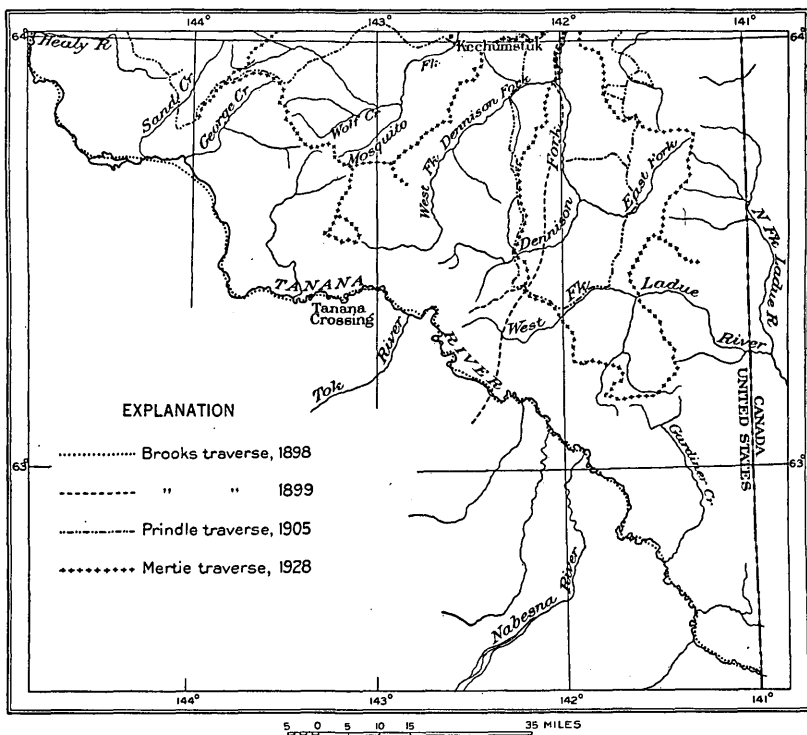 144° 143° 142° 141°
64° 64°
Healy R
Kechumstuk
Sand Cr
George Cr
Wolf Cr
Mosquito
West Fk Dennison Fork
Fork
East Fork
Dennison
N Fk Ladue R
TANANA
Tanana
Crossing
RIVER
Tok River
West Fk Ladue
River
CANADA
UNITED STATES
Gardiner Cr
63° 63°
Nabesna River
EXPLANATION
Brooks traverse, 1898
" " 1899
Prindle traverse, 1905
Mertie traverse, 1928
144° 143° 142° 141°
5 0 5 10 15 35 MILES